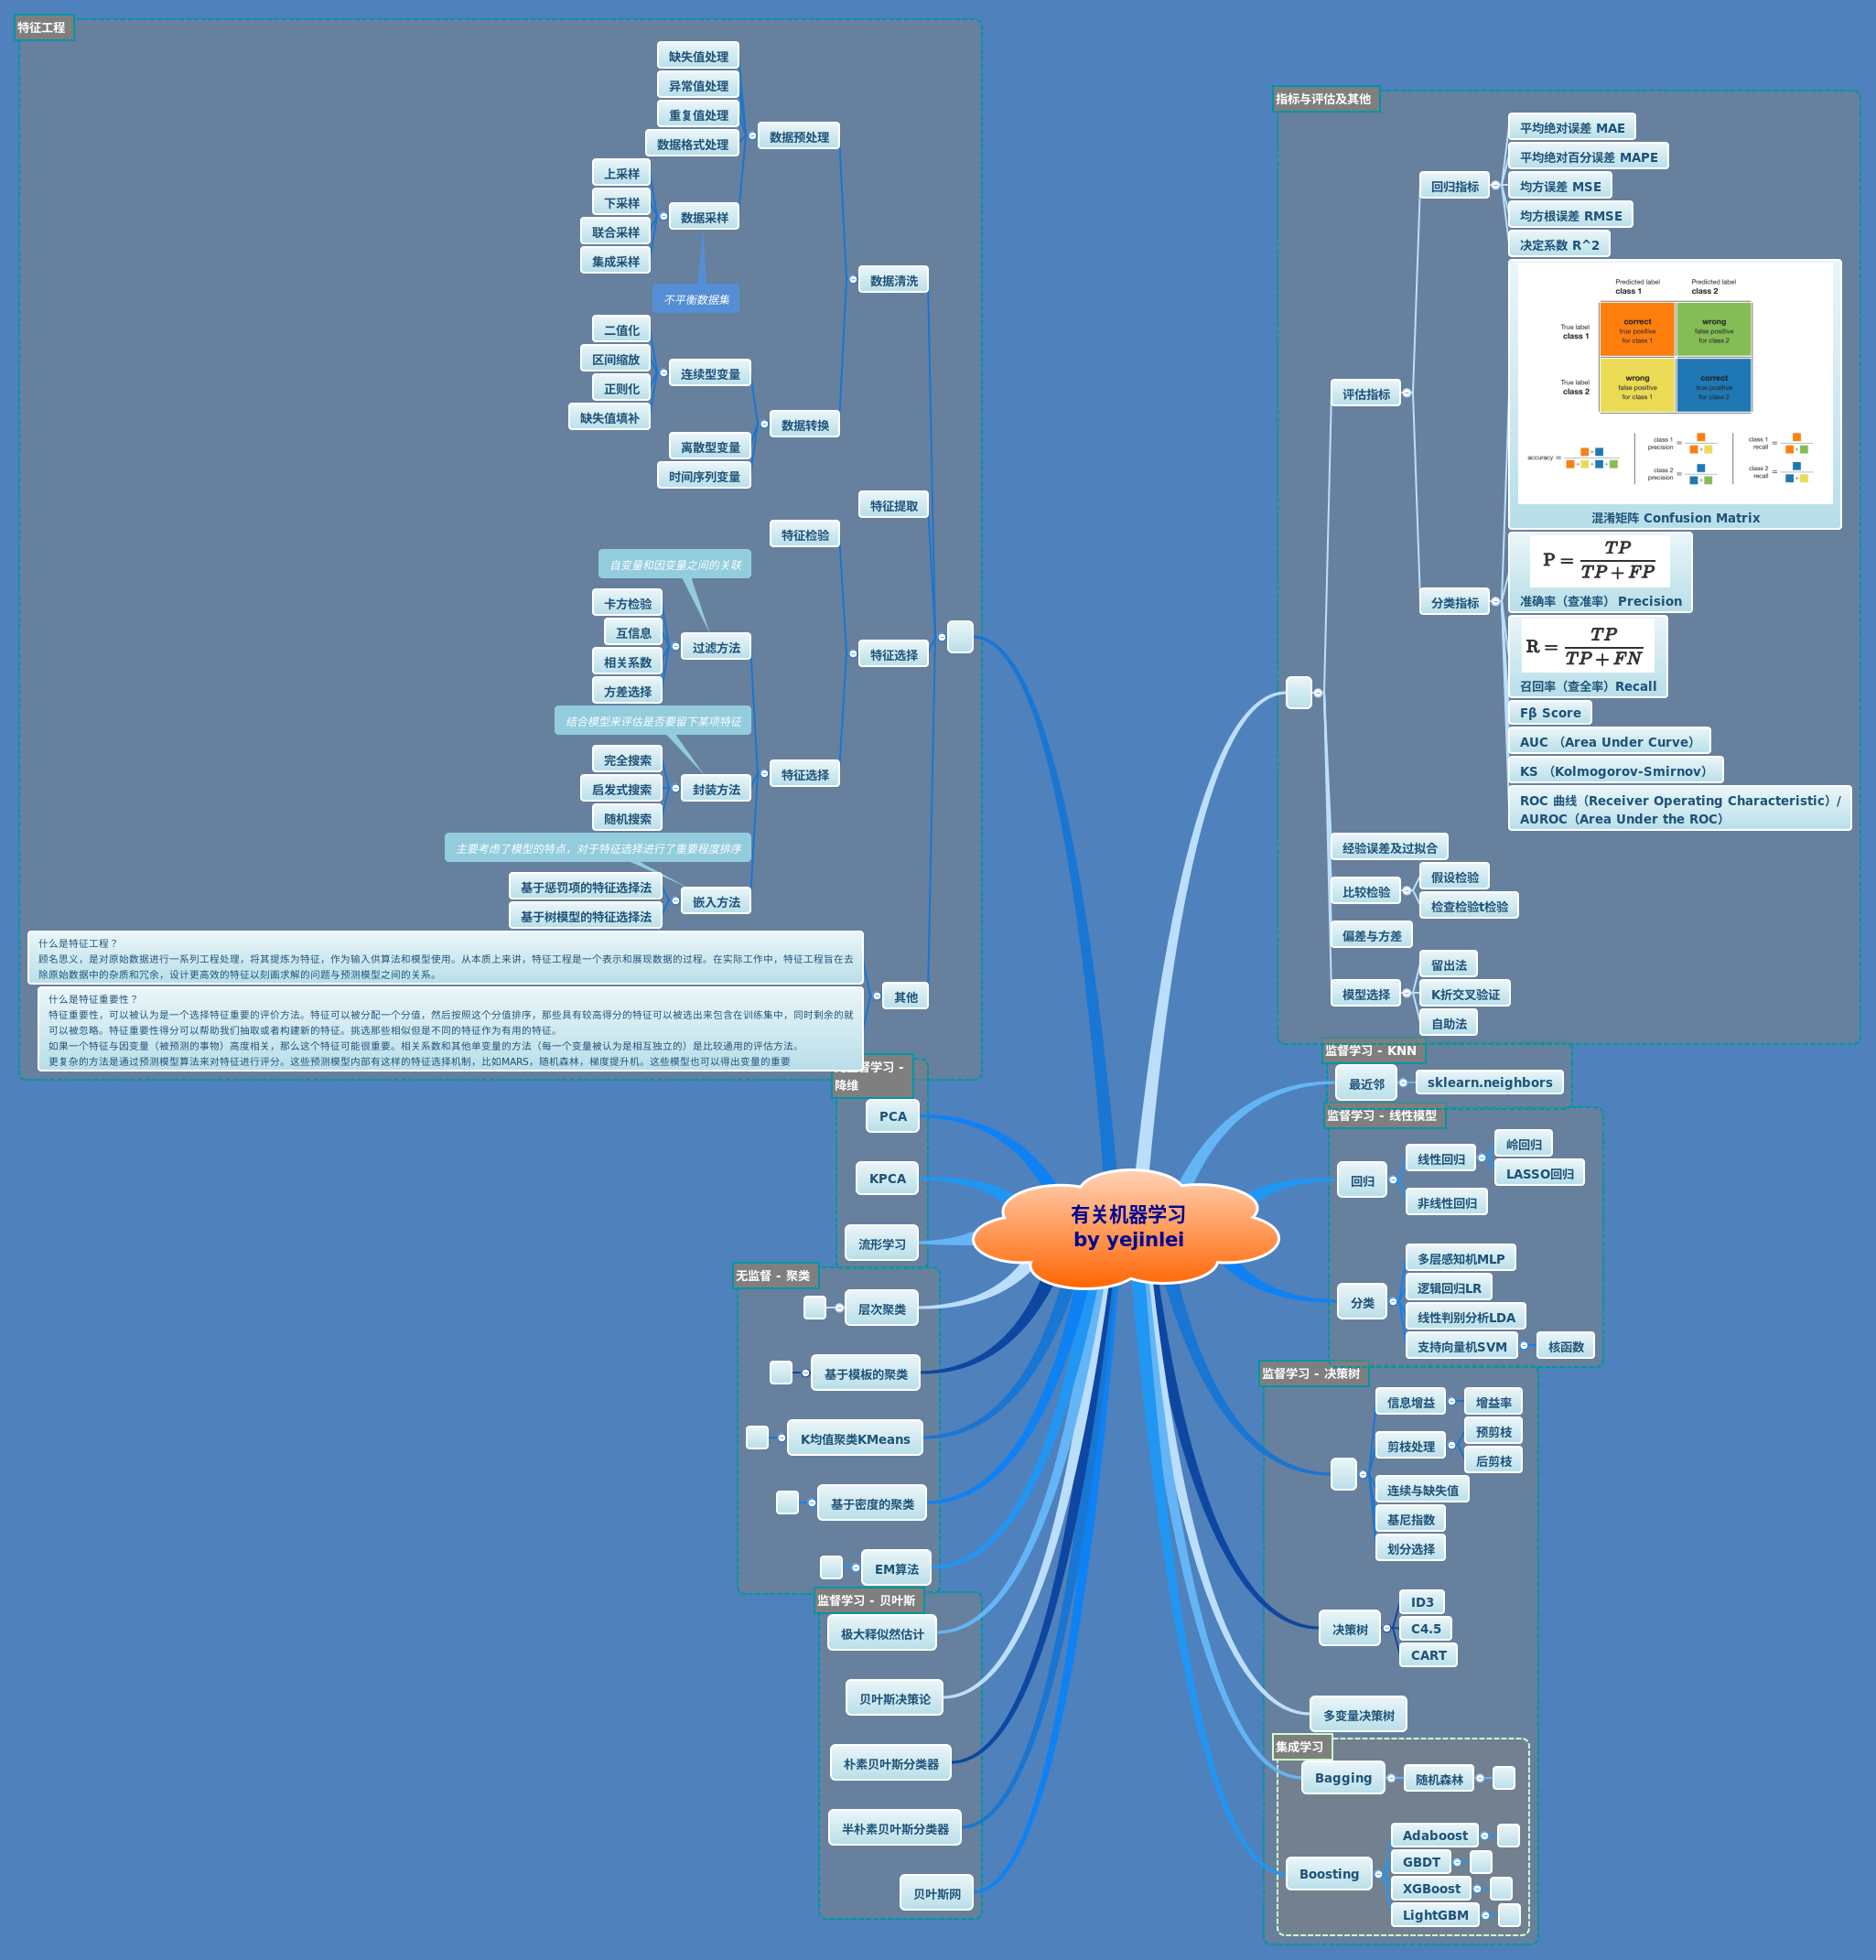 特征工程
缺失值处理
异常值处理
重复值处理
数据格式处理
数据预处理
上采样
下采样
联合采样
集成采样
数据采样
不平衡数据集
数据清洗
二值化
区间缩放
正则化
缺失值填补
连续型变量
数据转换
离散型变量
时间序列变量
特征提取
特征检验
自变量和因变量之间的关联
卡方检验
互信息
相关系数
方差选择
过滤方法
特征选择
结合模型来评估是否要留下某项特征
完全搜索
启发式搜索
随机搜索
封装方法
特征选择
主要考虑了模型的特点，对于特征选择进行了重要程度排序
基于惩罚项的特征选择法
基于树模型的特征选择法
嵌入方法
什么是特征工程？
顾名思义，是对原始数据进行一系列工程处理，将其提炼为特征，作为输入供算法和模型使用。从本质上来讲，特征工程是一个表示和展现数据的过程。在实际工作中，特征工程旨在去
除原始数据中的杂质和冗余，设计更高效的特征以刻画求解的问题与预测模型之间的关系。
其他
什么是特征重要性？
特征重要性，可以被认为是一个选择特征重要的评价方法。特征可以被分配一个分值，然后按照这个分值排序，那些具有较高得分的特征可以被选出来包含在训练集中，同时剩余的就
可以被忽略。特征重要性得分可以帮助我们抽取或者构建新的特征。挑选那些相似但是不同的特征作为有用的特征。
如果一个特征与因变量（被预测的事物）高度相关，那么这个特征可能很重要。相关系数和其他单变量的方法（每一个变量被认为是相互独立的）是比较通用的评估方法。
更复杂的方法是通过预测模型算法来对特征进行评分。这些预测模型内部有这样的特征选择机制，比如MARS，随机森林，梯度提升机。这些模型也可以得出变量的重要
督学习 -
降维
PCA
KPCA
流形学习
无监督 - 聚类
层次聚类
基于模板的聚类
K均值聚类KMeans
基于密度的聚类
EM算法
监督学习 - 贝叶斯
极大释似然估计
贝叶斯决策论
朴素贝叶斯分类器
半朴素贝叶斯分类器
贝叶斯网
有关机器学习
by yejinlei
指标与评估及其他
平均绝对误差 MAE
平均绝对百分误差 MAPE
回归指标
均方误差 MSE
均方根误差 RMSE
决定系数 R^2
Predicted label
class 1
Predicted label
class 2
True label
class 1
correct
true positive
for class 1
wrong
false positive
for class 2
True label
class 2
wrong
false positive
for class 1
correct
true positive
for class 2
accuracy = + / + + +
class 1
precision = / +
class 2
precision = / +
class 1
recall = / +
class 2
recall = / +
混淆矩阵 Confusion Matrix
评估指标
P = TP / TP + FP
准确率（查准率） Precision
分类指标
R = TP / TP + FN
召回率（查全率）Recall
Fβ Score
AUC （Area Under Curve）
KS （Kolmogorov-Smirnov）
ROC 曲线（Receiver Operating Characteristic）/
AUROC（Area Under the ROC）
经验误差及过拟合
比较检验
假设检验
检查检验t检验
偏差与方差
模型选择
留出法
K折交叉验证
自助法
监督学习 - KNN
最近邻
sklearn.neighbors
监督学习 - 线性模型
回归
线性回归
岭回归
LASSO回归
非线性回归
分类
多层感知机MLP
逻辑回归LR
线性判别分析LDA
支持向量机SVM
核函数
监督学习 - 决策树
信息增益
增益率
剪枝处理
预剪枝
后剪枝
连续与缺失值
基尼指数
划分选择
决策树
ID3
C4.5
CART
多变量决策树
集成学习
Bagging
随机森林
Boosting
Adaboost
GBDT
XGBoost
LightGBM